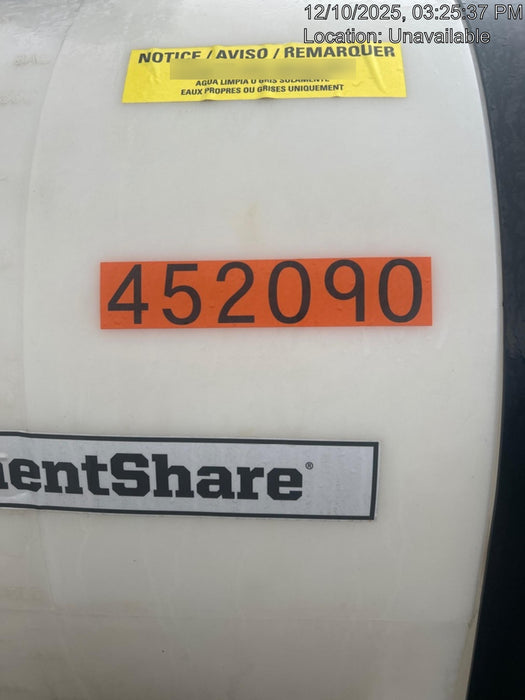 12/10/2025, 03:25:37 PM
Location: Unavailable
NOTICE / AVISO / REMARQUER
AGUA LIMPIA O GRIS SOLAMENTE
EAUX PROPRES OU GRISES UNIQUEMENT
452090
mentShare®